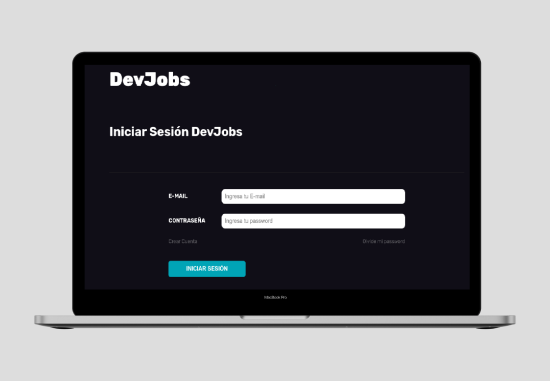 DevJobs
Iniciar Sesión DevJobs
E-MAIL
Ingresa tu E-mail
CONTRASEÑA
Ingresa tu password
Crear Cuenta
mi password
INICIAR SESIÓN
MacBook Pro